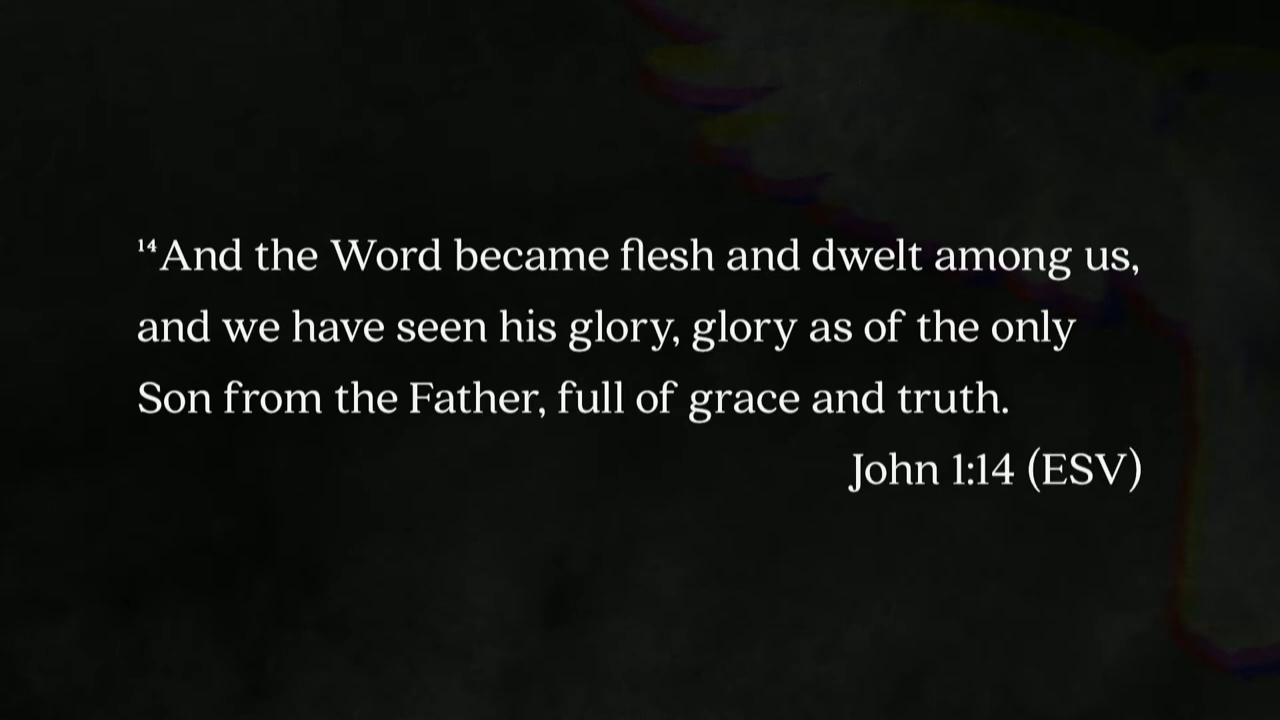 ¹⁴And the Word became flesh and dwelt among us,
and we have seen his glory, glory as of the only
Son from the Father, full of grace and truth.
John 1:14 (ESV)